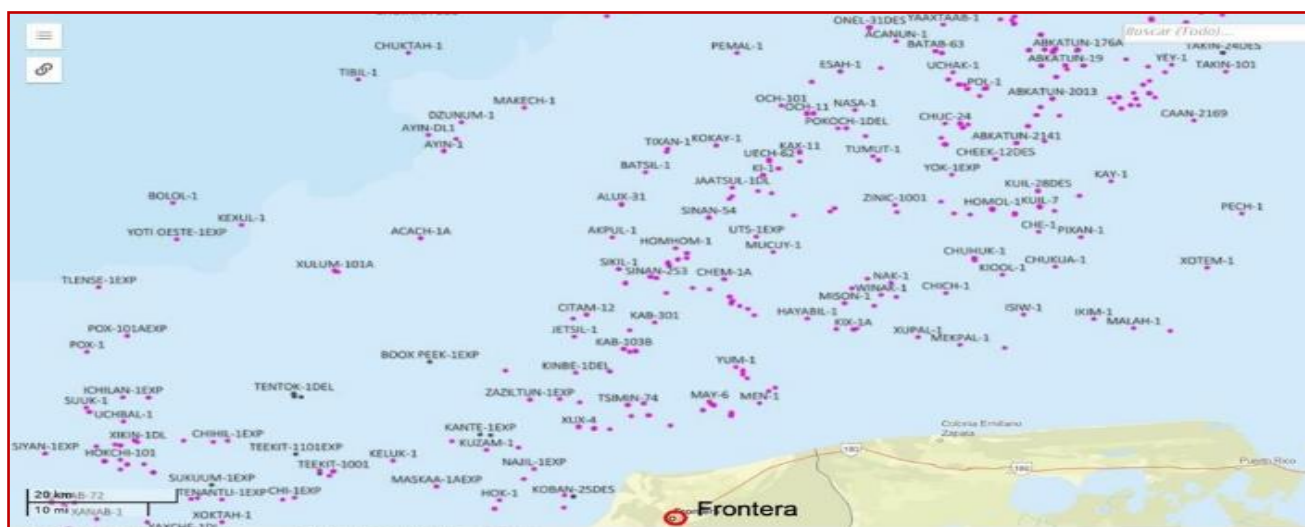 ONEL-31DES
YAAXTAAB-1
ACANUN-1
Buscar (Todo)...
CHUKTAH-1
PEMAL-1
BATAB-63
ABKATUN-176A
TAKIN-24DES
TIBIL-1
ESAH-1
UCHAK-1
ABKATUN-19
YEY-1
TAKIN-101
POL-1
MAKECH-1
OCH-101
OCH-11
NASA-1
ABKATUN-2013
DZUNUM-1
POKOCH-1DEL
CHUC-24
CAAN-2169
AYIN-DL1
AYIN-1
TIXAN-1
KOKAY-1
UECH-62
KAX-11
TUMUT-1
ABKATUN-2141
CHEEK-12DES
BATSIL-1
KI-1
YOK-1EXP
KAY-1
JAATSUL-1DL
KUIL-28DES
BOLOL-1
ALUX-31
ZINIC-1001
HOMOL-1
KUIL-7
PECH-1
KEXUL-1
SINAN-54
YOTI OESTE-1EXP
ACACH-1A
AKPUL-1
UTS-1EXP
CHE-1
PIXAN-1
HOMHOM-1
MUCUY-1
CHUHUK-1
XULUM-101A
SIKIL-1
SINAN-253
CHEM-1A
NAK-1
KIOOL-1
CHUKUA-1
XOTEM-1
TLENSE-1EXP
WINAK-1
MISON-1
CHICH-1
CITAM-12
KAB-301
HAYABIL-1
ISIW-1
IKIM-1
MALAH-1
POX-101AEXP
JETSIL-1
KIX-1A
XUPAL-1
MEKPAL-1
POX-1
KAB-103B
BOOX PEEK-1EXP
KINBE-1DEL
YUM-1
ICHILAN-1EXP
TENTOK-1DEL
ZAZILTUN-1EXP
TSIMIN-74
MAY-6
MEN-1
SUUK-1
UCHBAL-1
XUX-4
XIKIN-1DL
CHIHIL-1EXP
KANTE-1EXP
Colonia Emiliano
Zapata
SIYAN-1EXP
HOKCHI-101
TEEKIT-1101EXP
KUZAM-1
180
KELUK-1
TEEKIT-1001
NAJIL-1EXP
180
Puerto Rico
SUKUUM-1EXP
MASKAA-1AEXP
20 km
AB-72
TENANTLI-1EXP
CHI-1EXP
HOK-1
KOBAN-25DES
10 mi
XANAB-1
XOKTAH-1
Frontera